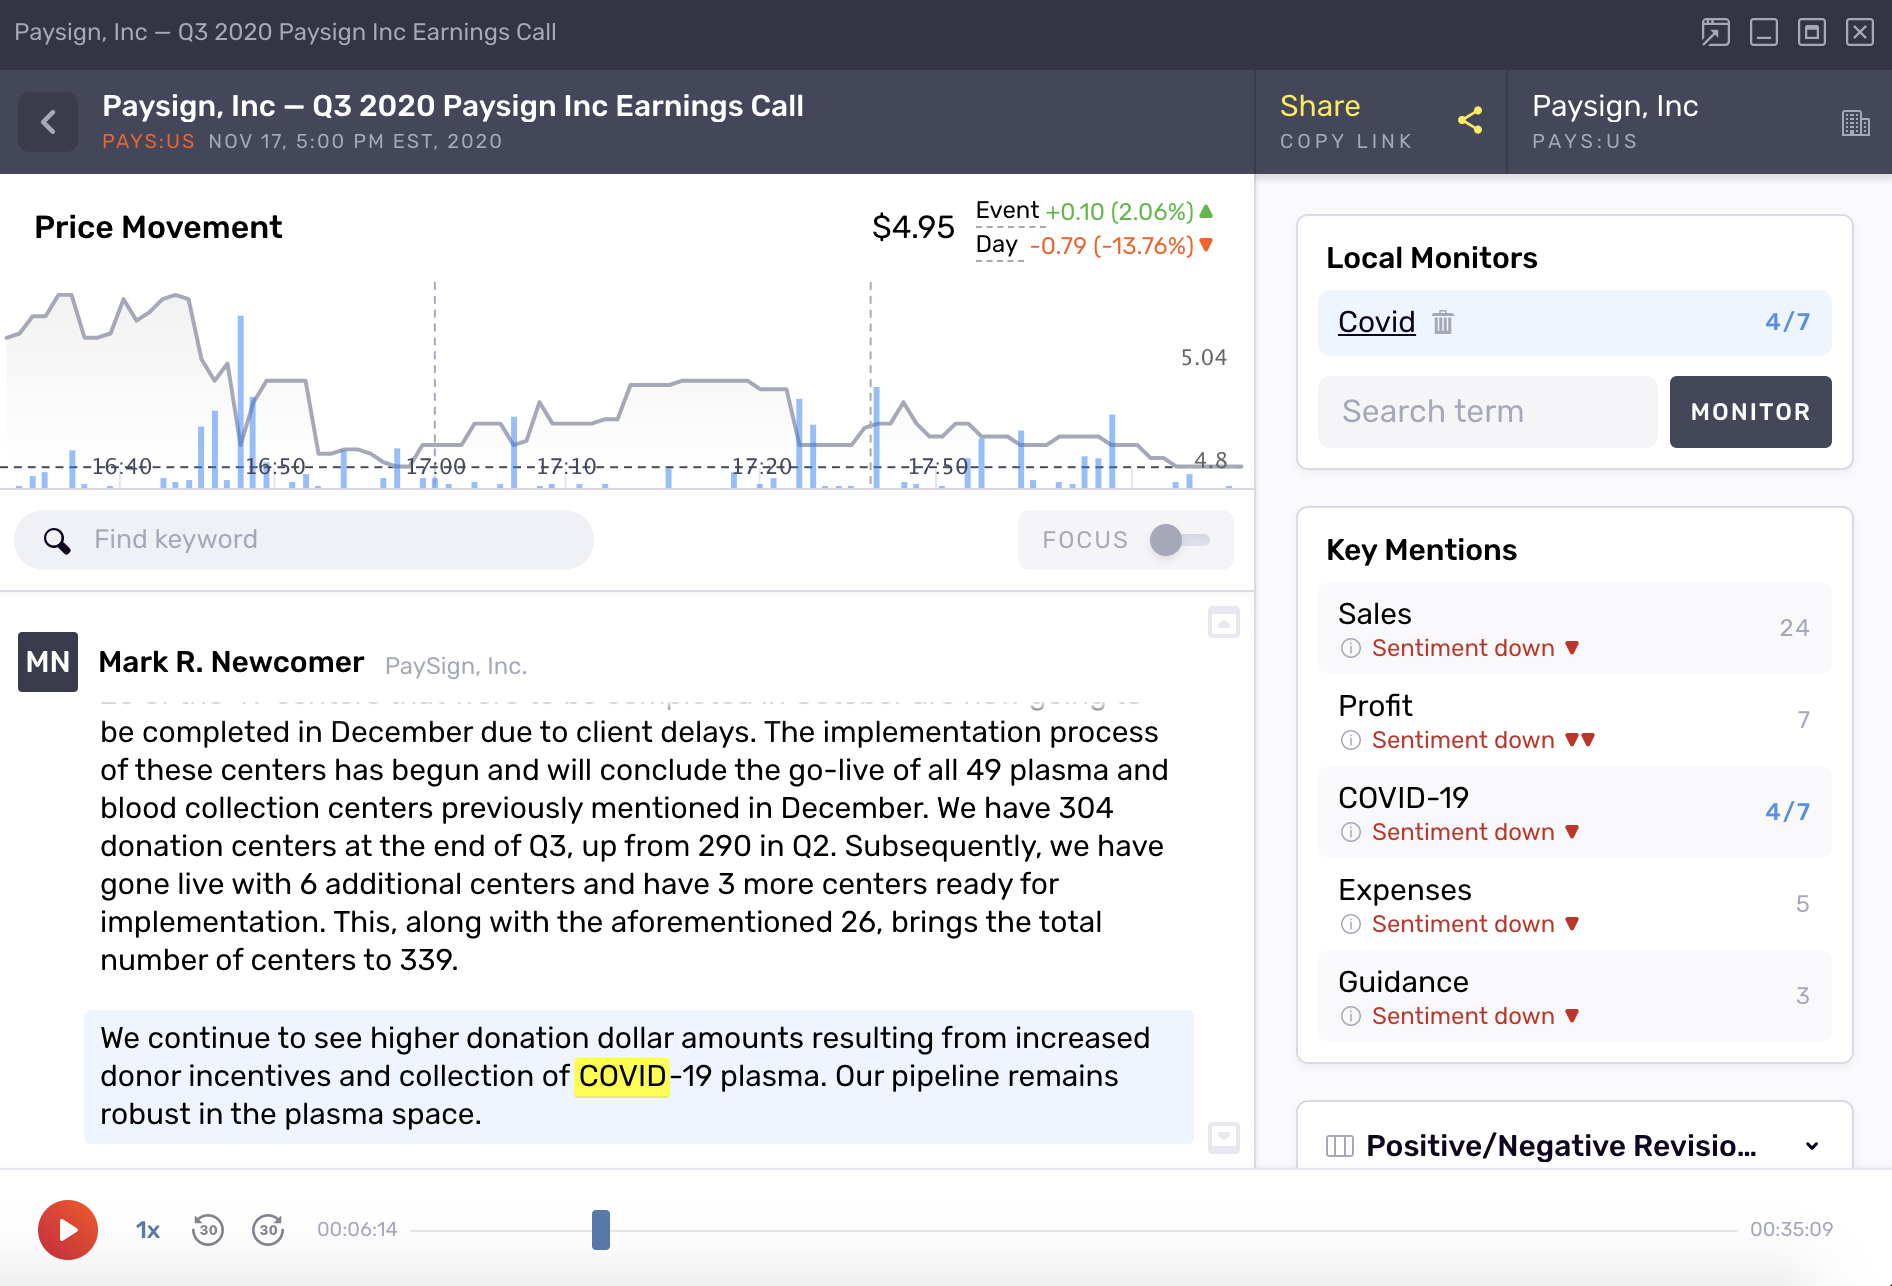 Paysign, Inc — Q3 2020 Paysign Inc Earnings Call
Paysign, Inc — Q3 2020 Paysign Inc Earnings Call
PAYS:US NOV 17, 5:00 PM EST, 2020
Share
COPY LINK
Paysign, Inc
PAYS:US
Price Movement
$4.95
Event +0.10 (2.06%)
Day -0.79 (-13.76%)
5.04
4.8
16:40 16:50 17:00 17:10 17:20 17:50
Find keyword
FOCUS
MN
Mark R. Newcomer PaySign, Inc.
be completed in December due to client delays. The implementation process
of these centers has begun and will conclude the go-live of all 49 plasma and
blood collection centers previously mentioned in December. We have 304
donation centers at the end of Q3, up from 290 in Q2. Subsequently, we have
gone live with 6 additional centers and have 3 more centers ready for
implementation. This, along with the aforementioned 26, brings the total
number of centers to 339.
We continue to see higher donation dollar amounts resulting from increased
donor incentives and collection of COVID-19 plasma. Our pipeline remains
robust in the plasma space.
1x
30
30
00:06:14
00:35:09
Local Monitors
Covid 4/7
Search term
MONITOR
Key Mentions
Sales 24
Sentiment down
Profit 7
Sentiment down
COVID-19 4/7
Sentiment down
Expenses 5
Sentiment down
Guidance 3
Sentiment down
Positive/Negative Revisio...